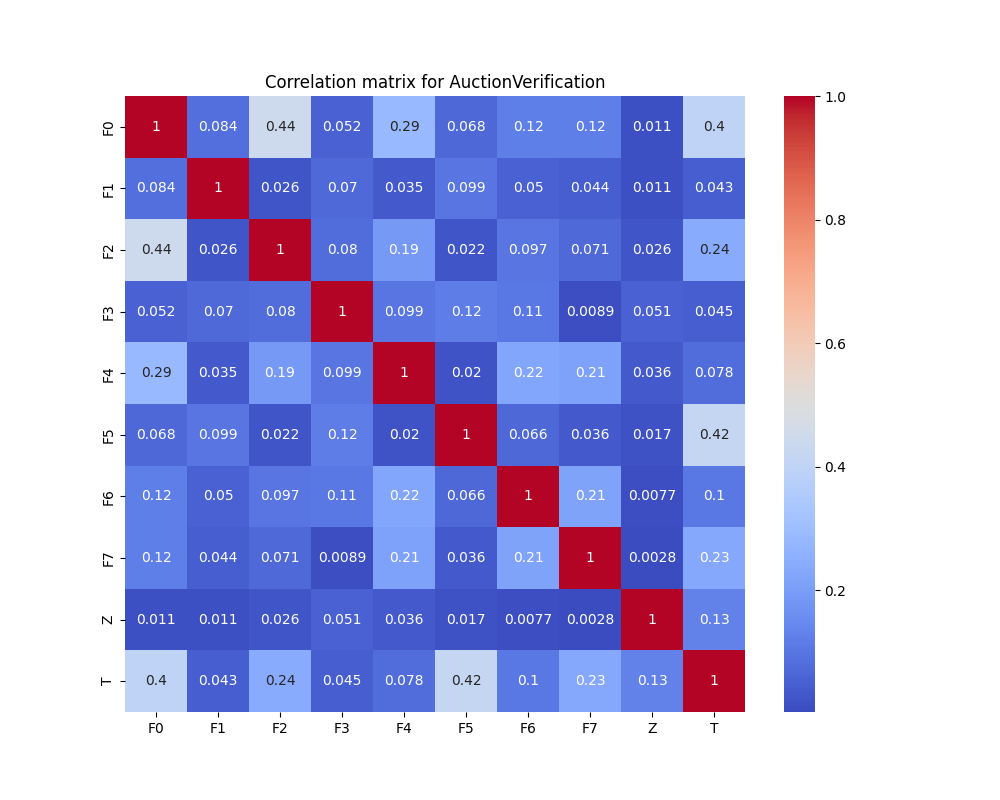 Correlation matrix for AuctionVerification
F0 1 0.084 0.44 0.052 0.29 0.068 0.12 0.12 0.011 0.4
F1 0.084 1 0.026 0.07 0.035 0.099 0.05 0.044 0.011 0.043
F2 0.44 0.026 1 0.08 0.19 0.022 0.097 0.071 0.026 0.24
F3 0.052 0.07 0.08 1 0.099 0.12 0.11 0.0089 0.051 0.045
F4 0.29 0.035 0.19 0.099 1 0.02 0.22 0.21 0.036 0.078
F5 0.068 0.099 0.022 0.12 0.02 1 0.066 0.036 0.017 0.42
F6 0.12 0.05 0.097 0.11 0.22 0.066 1 0.21 0.0077 0.1
F7 0.12 0.044 0.071 0.0089 0.21 0.036 0.21 1 0.0028 0.23
Z 0.011 0.011 0.026 0.051 0.036 0.017 0.0077 0.0028 1 0.13
T 0.4 0.043 0.24 0.045 0.078 0.42 0.1 0.23 0.13 1
F0 F1 F2 F3 F4 F5 F6 F7 Z T
1.0
0.8
0.6
0.4
0.2